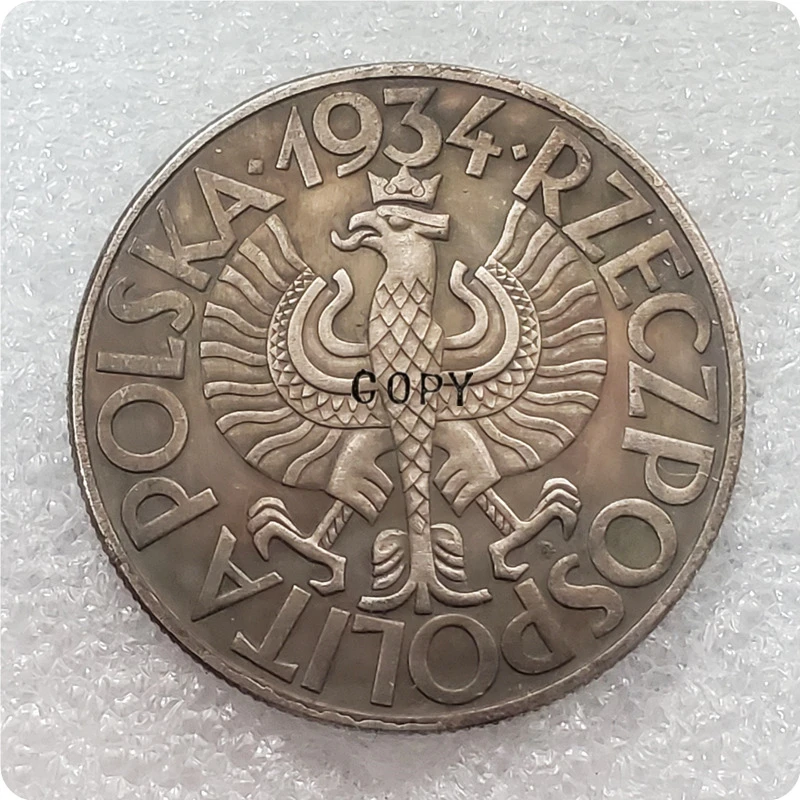 ·1934· RZECZPOSPOLITA POLSKA
COPY